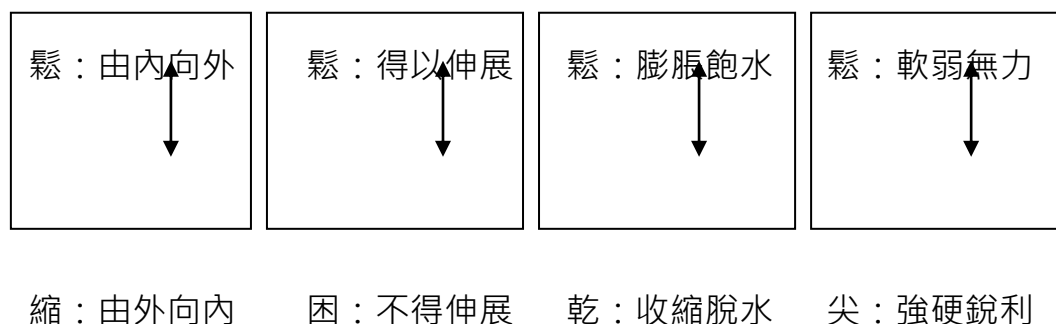 鬆：由內向外
鬆：得以伸展
鬆：膨脹飽水
鬆：軟弱無力
縮：由外向內
困：不得伸展
乾：收縮脫水
尖：強硬銳利